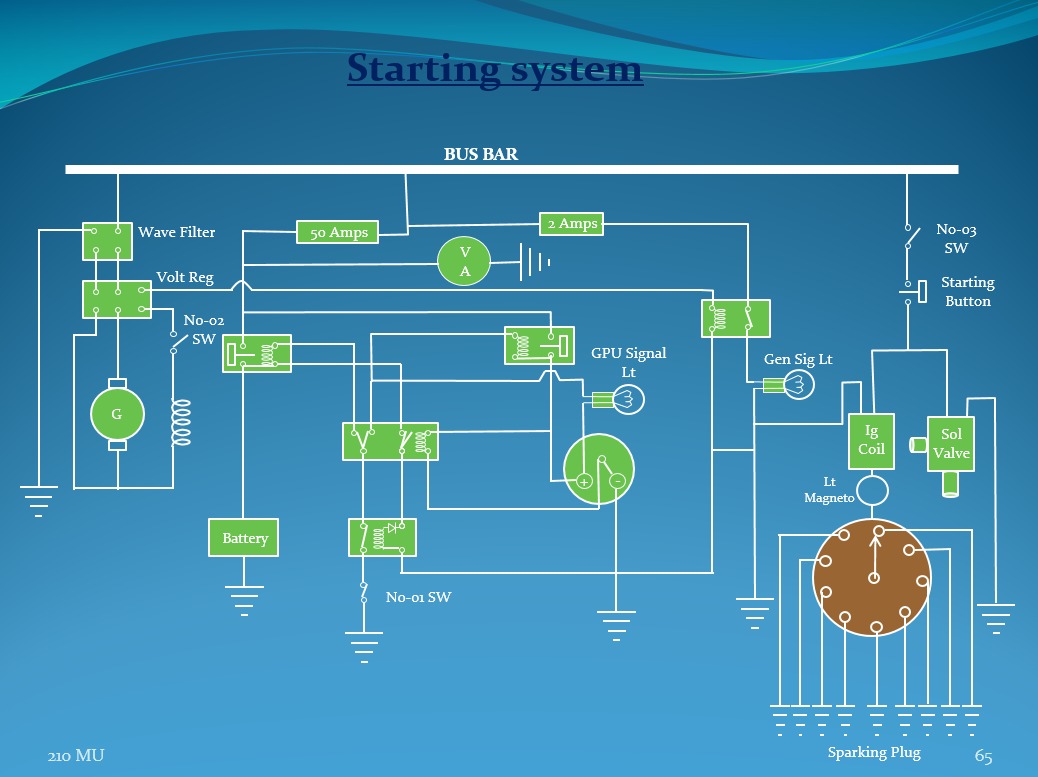 Starting system
BUS BAR
Wave Filter
50 Amps
2 Amps
No-03
SW
V
A
Volt Reg
Starting
Button
No-02
SW
GPU Signal
Lt
Gen Sig Lt
G
Ig
Coil
Sol
Valve
+
-
Lt
Magneto
Battery
No-01 SW
Sparking Plug
210 MU
65